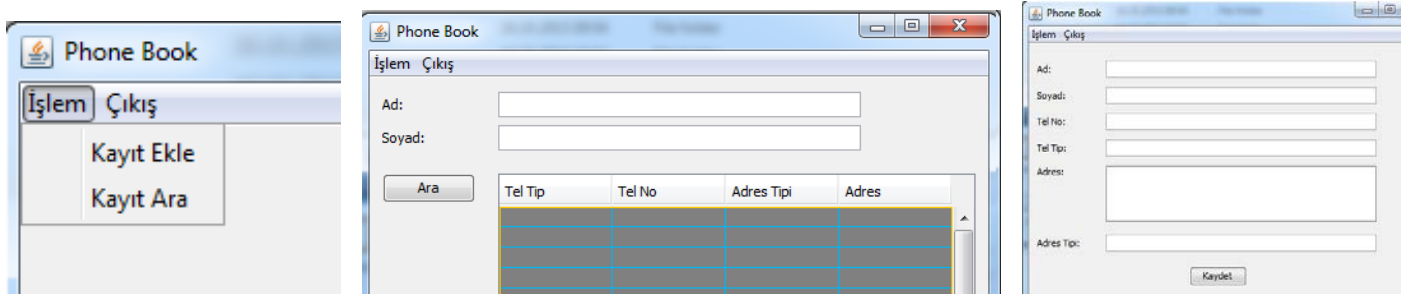 Phone Book
İşlem Çıkış
Kayıt Ekle
Kayıt Ara
Phone Book
İşlem Çıkış
Ad:
Soyad:
Ara
Tel Tip Tel No Adres Tipi Adres
Phone Book
İşlem Çıkış
Ad:
Soyad:
Tel No:
Tel Tip:
Adres:
Adres Tipi:
Kaydet